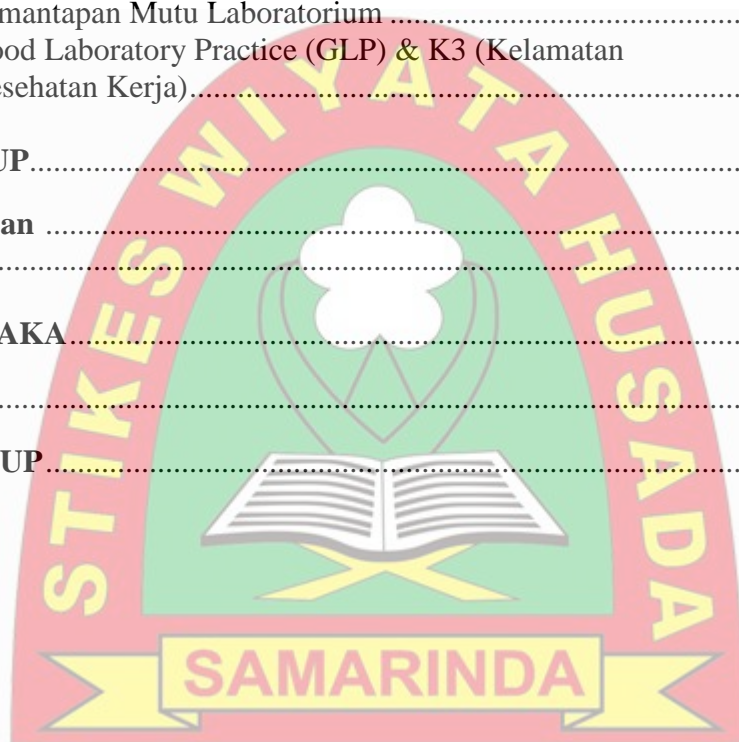 mantapan Mutu Laboratorium ................................
ood Laboratory Practice (GLP) & K3 (Kelamatan
esehatan Kerja)................................
UP................................
an ................................
................................
AKA................................
................................
UP................................
STIKES WIYATA HUSADA
SAMARINDA